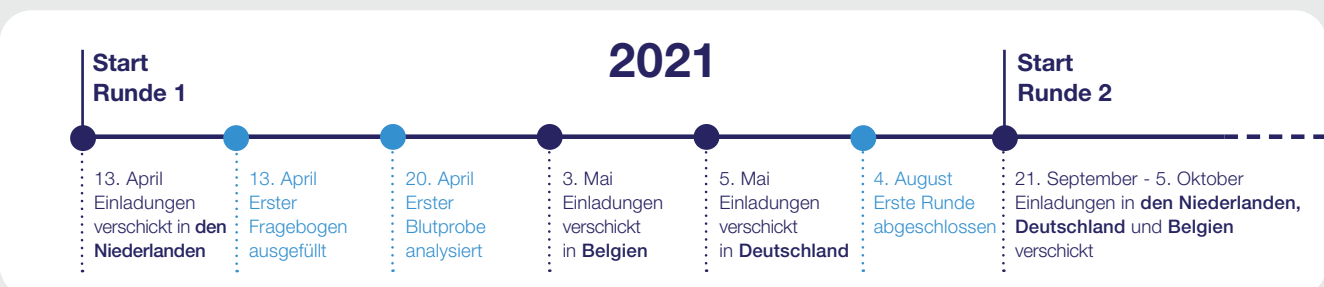 2021
Start
Runde 1
Start
Runde 2
13. April
Einladungen
verschickt in den
Niederlanden
13. April
Erster
Fragebogen
ausgefüllt
20. April
Erster
Blutprobe
analysiert
3. Mai
Einladungen
verschickt
in Belgien
5. Mai
Einladungen
verschickt
in Deutschland
4. August
Erste Runde
abgeschlossen
21. September - 5. Oktober
Einladungen in den Niederlanden,
Deutschland und Belgien
verschickt